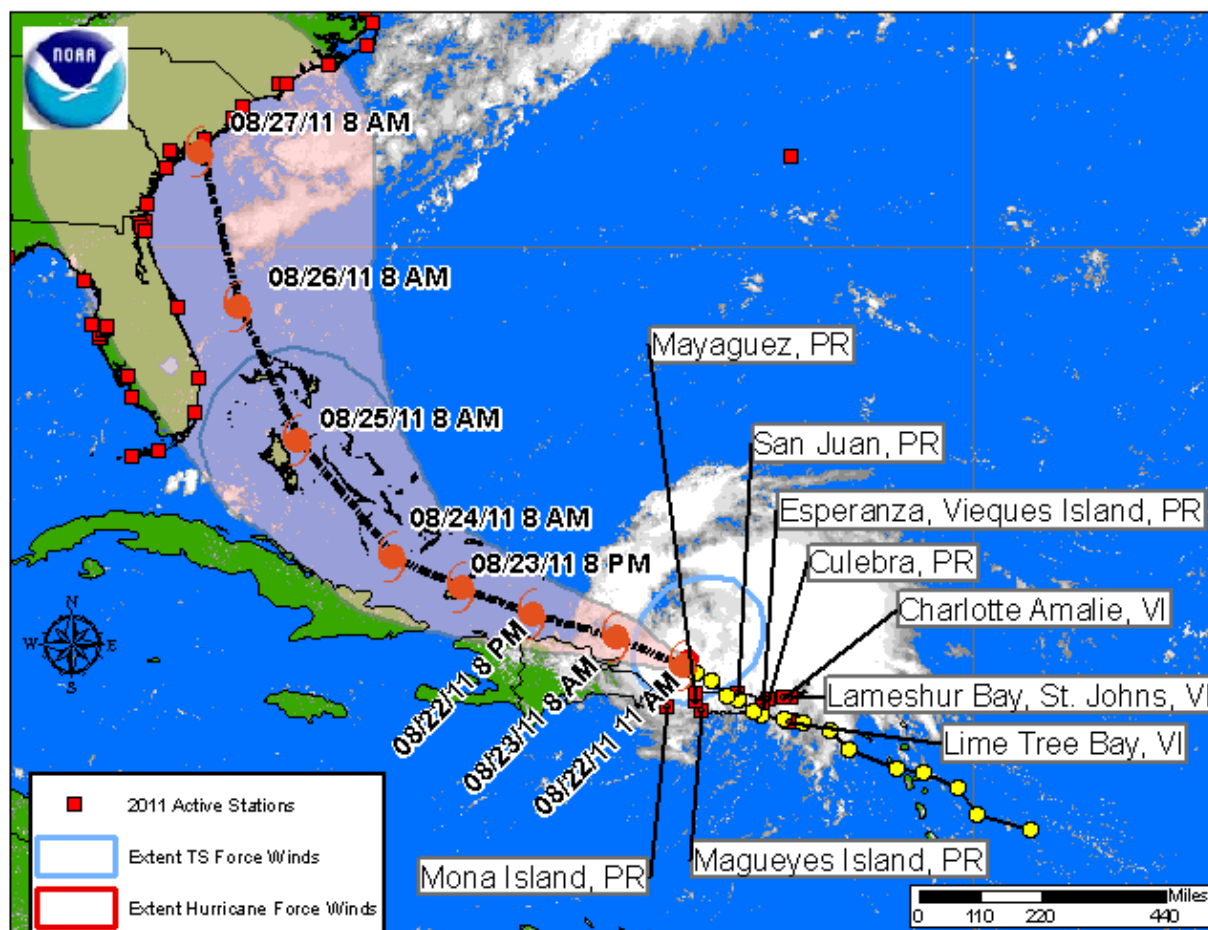 NOAA
08/27/11 8 AM
08/26/11 8 AM
Mayaguez, PR
08/25/11 8 AM
San Juan, PR
Esperanza, Vieques Island, PR
08/24/11 8 AM
08/23/11 8 PM
Culebra, PR
Charlotte Amalie, VI
N
W
E
S
08/22/11 8 PM
08/23/11 8 AM
08/22/11 11 AM
Lameshur Bay, St. Johns, VI
Lime Tree Bay, VI
2011 Active Stations
Extent TS Force Winds
Extent Hurricane Force Winds
Mona Island, PR
Magueyes Island, PR
Miles
0 110 220 440